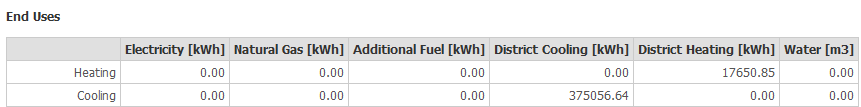 End Uses
Electricity [kWh] Natural Gas [kWh] Additional Fuel [kWh] District Cooling [kWh] District Heating [kWh] Water [m3]
Heating 0.00 0.00 0.00 0.00 17650.85 0.00
Cooling 0.00 0.00 0.00 375056.64 0.00 0.00